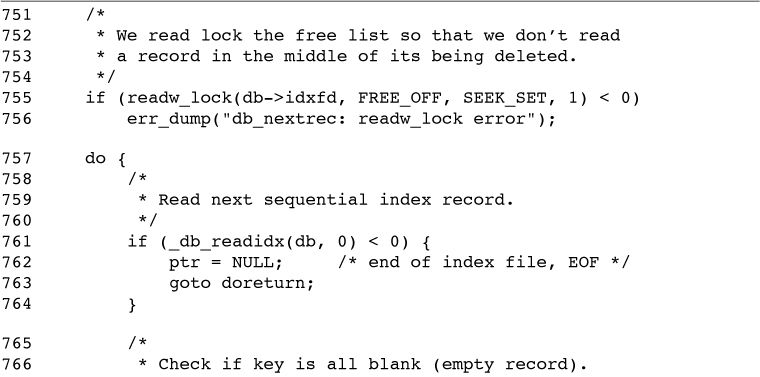 751     /*
752      * We read lock the free list so that we don't read
753      * a record in the middle of its being deleted.
754      */
755     if (readw_lock(db->idxfd, FREE_OFF, SEEK_SET, 1) < 0)
756         err_dump("db_nextrec: readw_lock error");
757     do {
758         /*
759          * Read next sequential index record.
760          */
761         if (_db_readidx(db, 0) < 0) {
762             ptr = NULL;     /* end of index file, EOF */
763             goto doreturn;
764         }
765         /*
766          * Check if key is all blank (empty record).